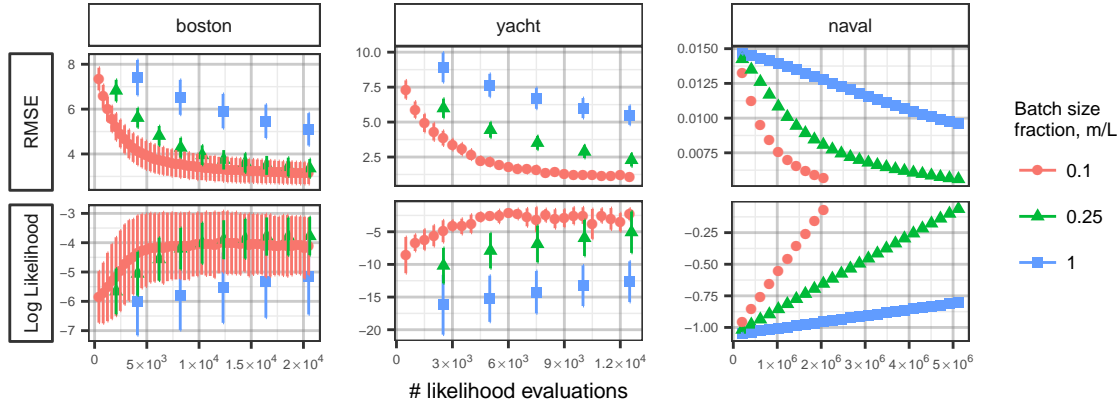 boston
yacht
naval
RMSE
8
6
4
10.0
7.5
5.0
2.5
0.0150
0.0125
0.0100
0.0075
Log Likelihood
−3
−4
−5
−6
−7
−5
−10
−15
−20
−0.25
−0.50
−0.75
−1.00
0 5×10³ 1×10⁴ 1.5×10⁴ 2×10⁴
0 3×10³ 6×10³ 9×10³ 1.2×10⁴
0 1×10⁶ 2×10⁶ 3×10⁶ 4×10⁶ 5×10⁶
# likelihood evaluations
Batch size
fraction, m/L
0.1
0.25
1